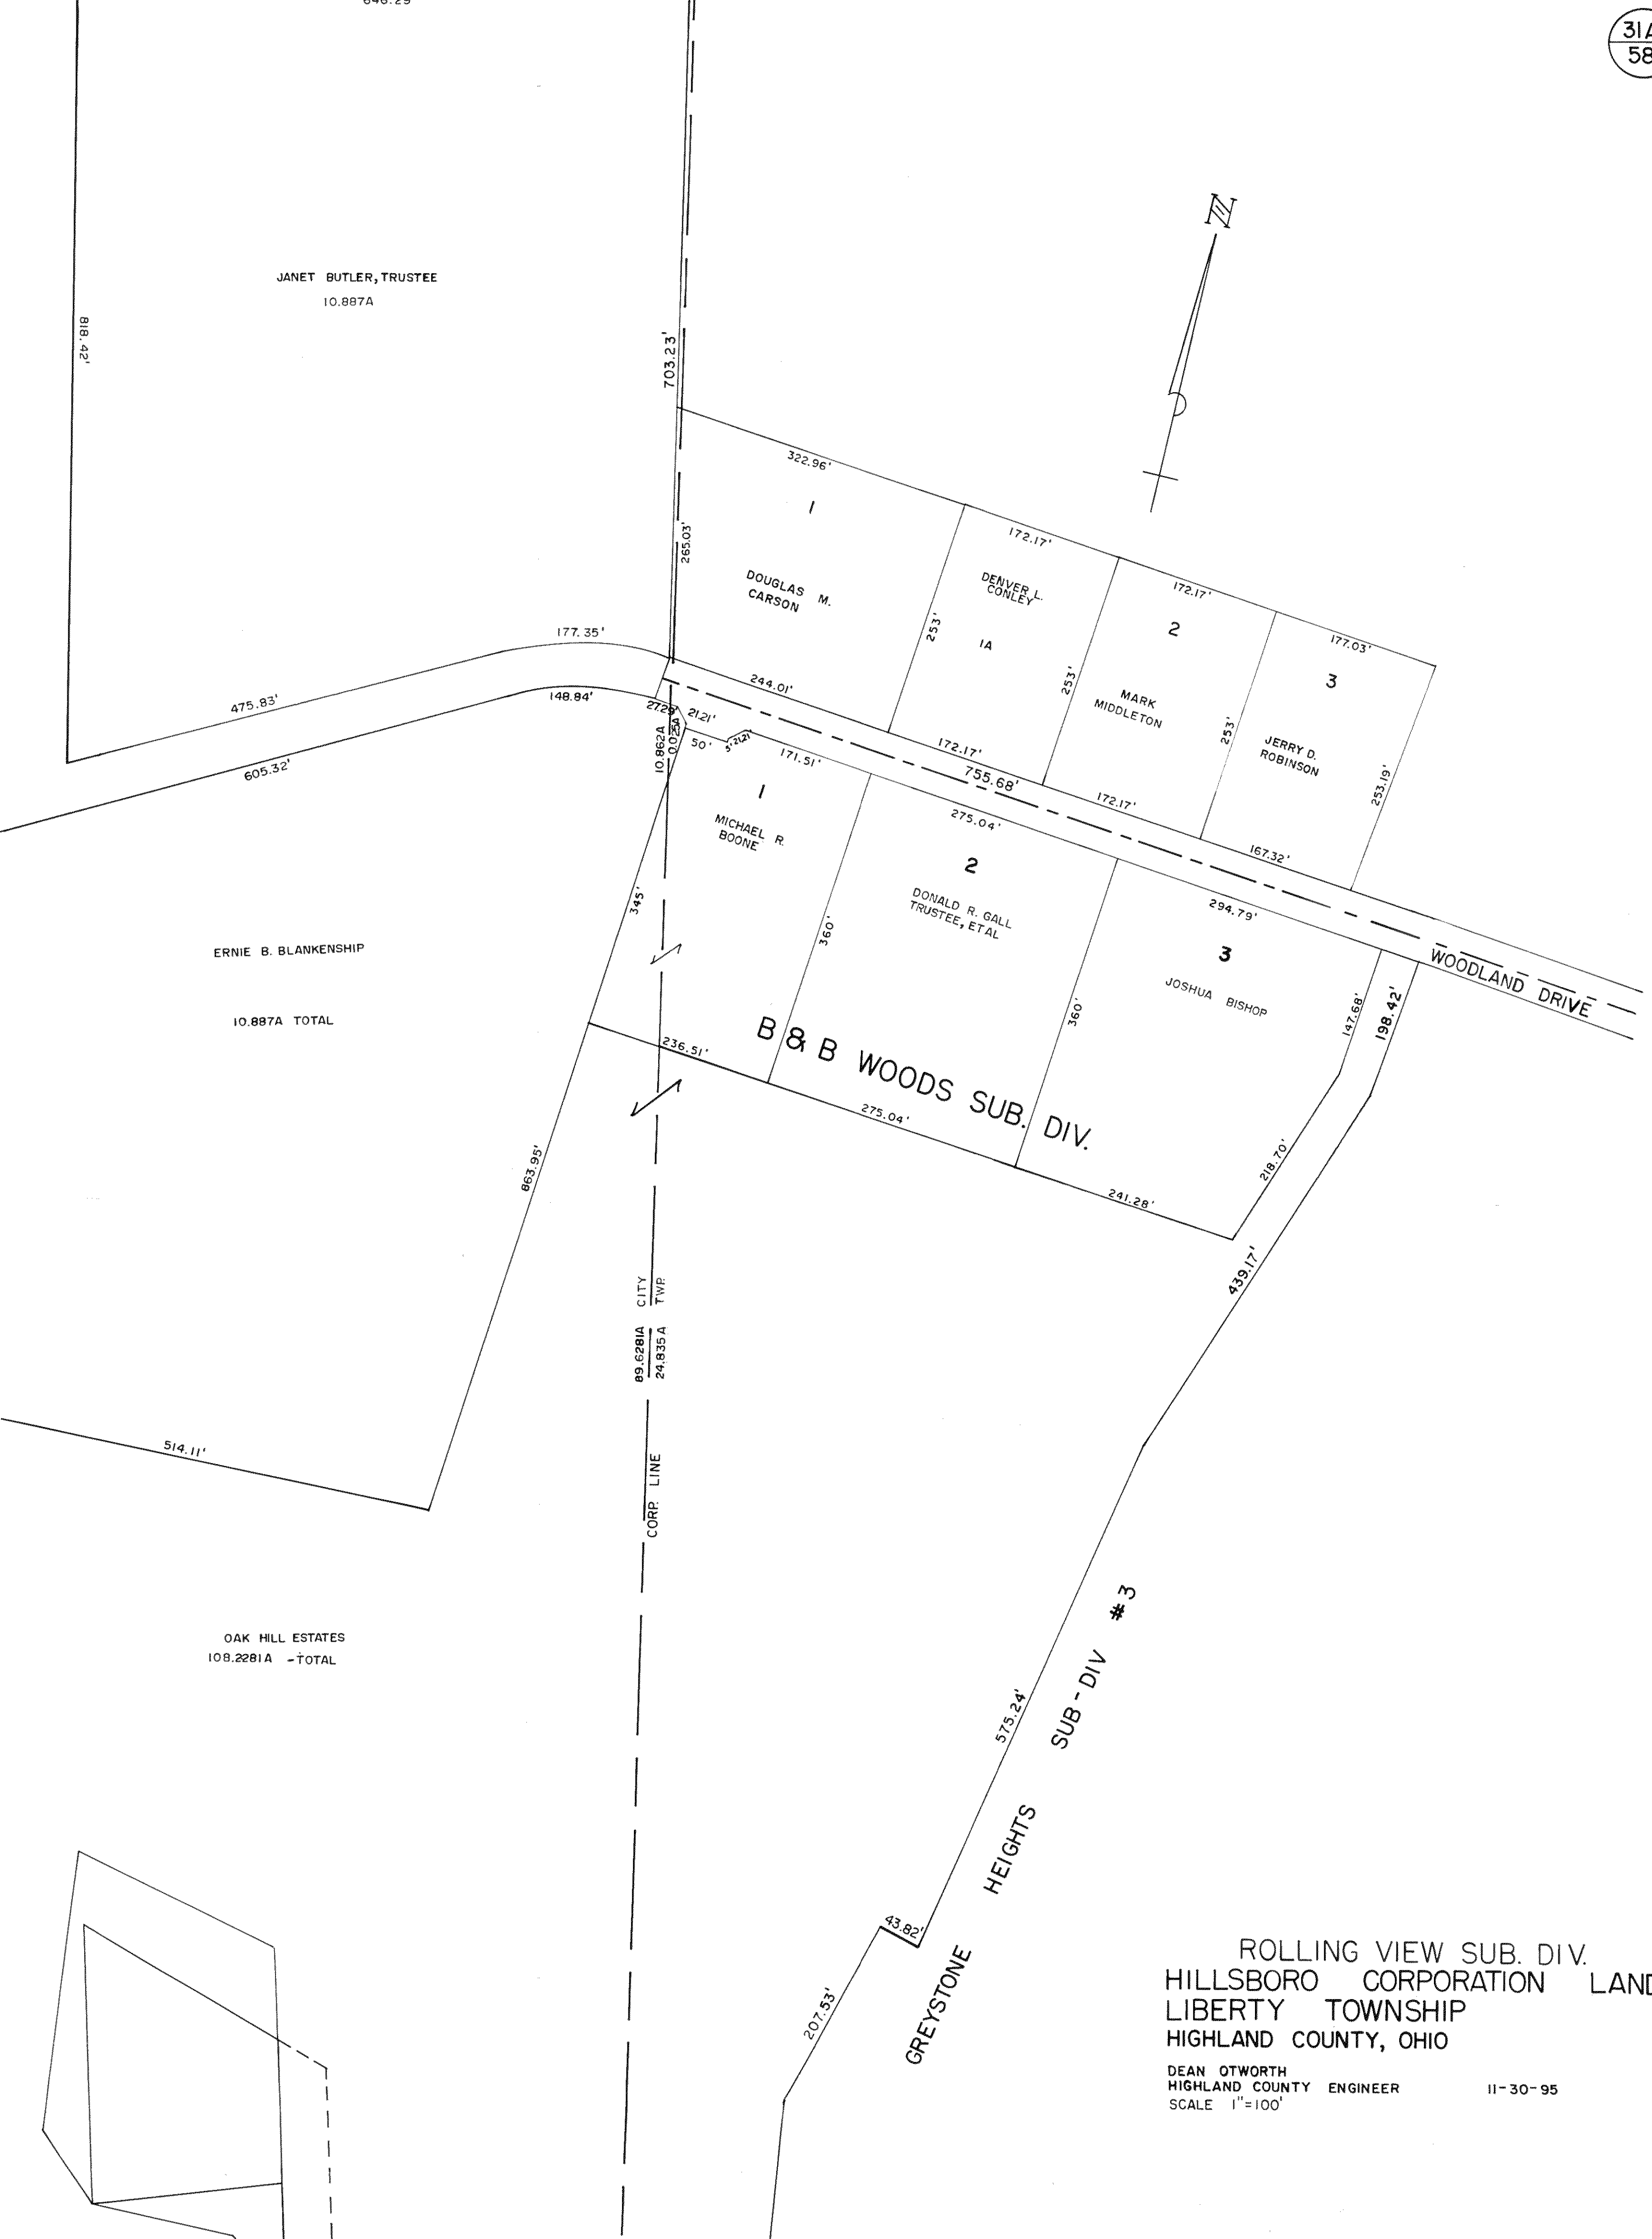 31A
58
JANET BUTLER, TRUSTEE
10.887A
818.42'
703.23'
322.96'
1
DOUGLAS M.
CARSON
265.03'
172.17'
DENVER L.
CONLEY
1A
253'
172.17'
2
MARK
MIDDLETON
253'
177.03'
3
JERRY D.
ROBINSON
253'
253.19'
177.35'
475.83'
148.84'
605.32'
244.01'
172.17'
755.68'
172.17'
167.32'
27.29'
21.21'
50'
5'
21.21'
171.51'
10.862A
0.025A
1
MICHAEL R.
BOONE
345'
275.04'
2
DONALD R. GALL
TRUSTEE, ETAL
360'
294.79'
3
JOSHUA BISHOP
360'
147.68'
198.42'
WOODLAND DRIVE
ERNIE B. BLANKENSHIP
10.887A TOTAL
236.51'
B & B WOODS SUB. DIV.
275.04'
241.28'
218.70'
439.17'
863.95'
CITY
TWP.
89.6281A
24.835A
CORP. LINE
514.11'
OAK HILL ESTATES
108.2281A -TOTAL
575.24'
GREYSTONE HEIGHTS SUB-DIV #3
43.82'
207.53'
ROLLING VIEW SUB. DIV.
HILLSBORO CORPORATION LAND
LIBERTY TOWNSHIP
HIGHLAND COUNTY, OHIO
DEAN OTWORTH
HIGHLAND COUNTY ENGINEER 11-30-95
SCALE 1"=100'